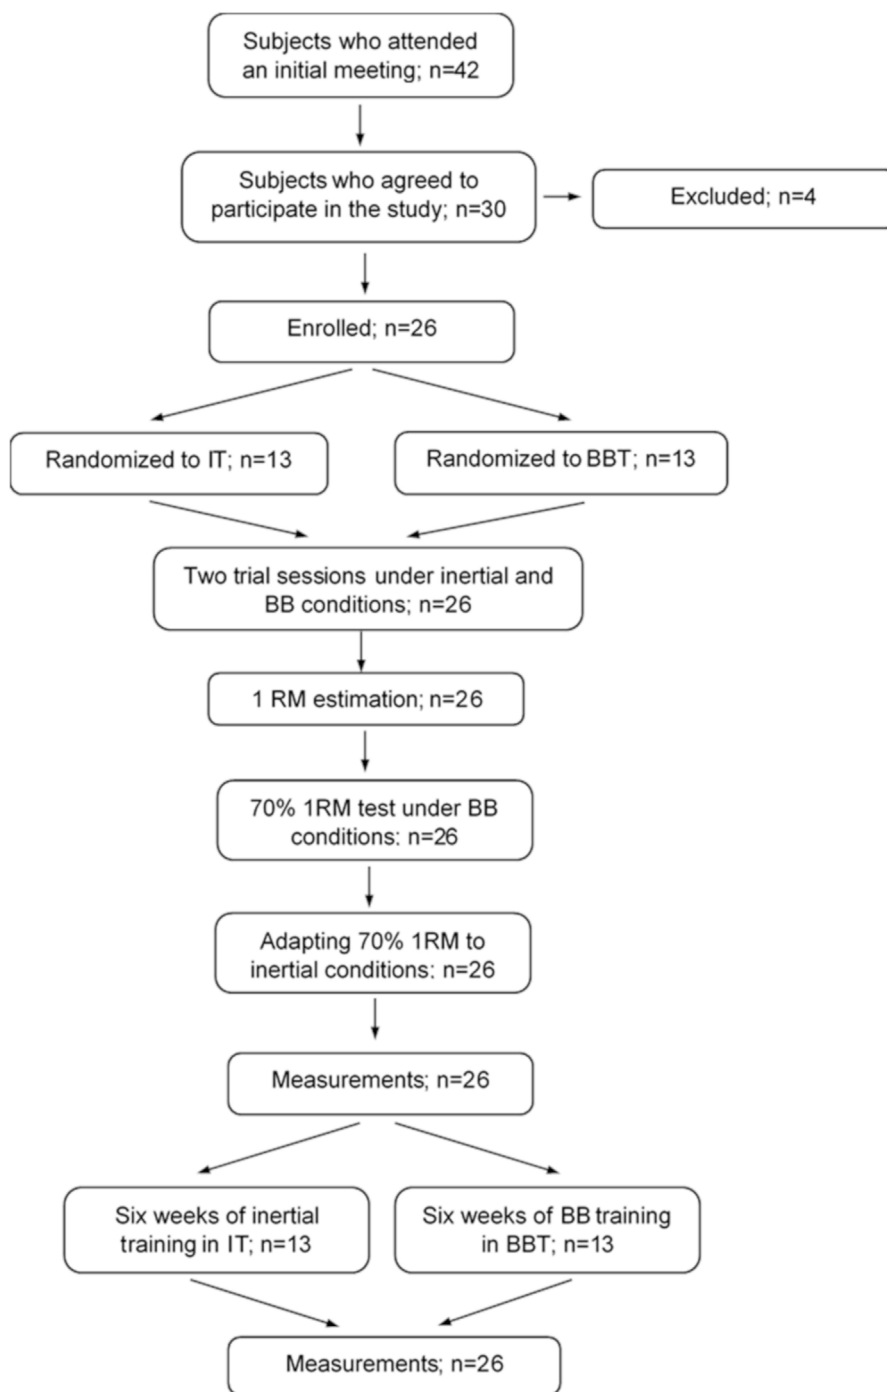 Subjects who attended
an initial meeting; n=42
Subjects who agreed to
participate in the study; n=30
Excluded; n=4
Enrolled; n=26
Randomized to IT; n=13
Randomized to BBT; n=13
Two trial sessions under inertial and
BB conditions; n=26
1 RM estimation; n=26
70% 1RM test under BB
conditions: n=26
Adapting 70% 1RM to
inertial conditions: n=26
Measurements; n=26
Six weeks of inertial
training in IT; n=13
Six weeks of BB training
in BBT; n=13
Measurements; n=26